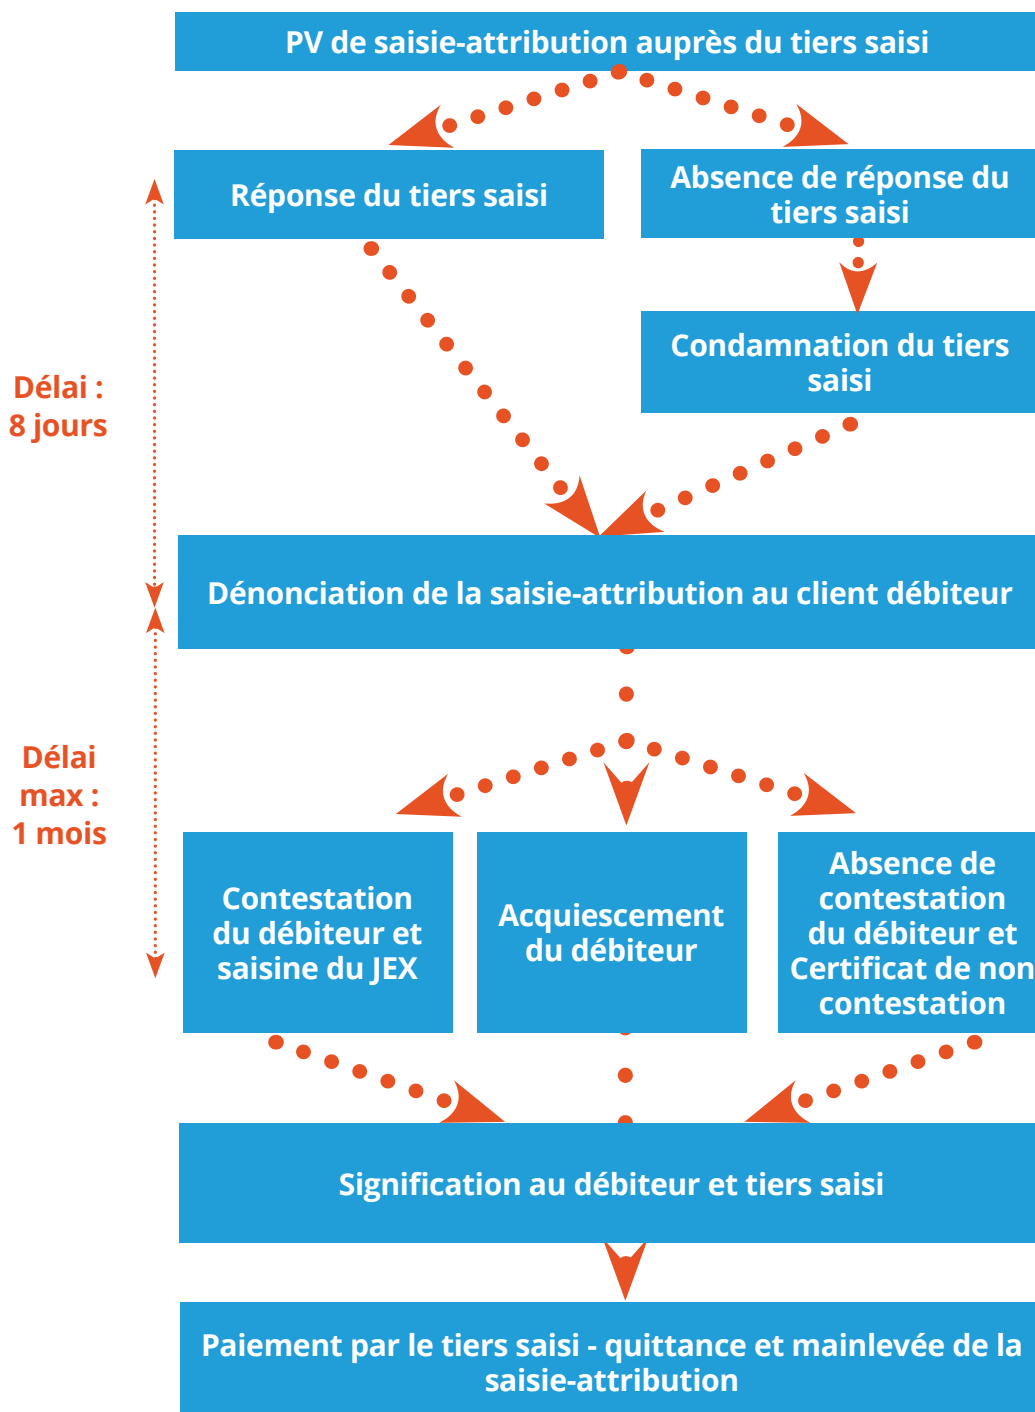 PV de saisie-attribution auprès du tiers saisi
Réponse du tiers saisi
Absence de réponse du
tiers saisi
Condamnation du tiers
saisi
Délai :
8 jours
Dénonciation de la saisie-attribution au client débiteur
Délai
max :
1 mois
Contestation
du débiteur et
saisine du JEX
Acquiescement
du débiteur
Absence de
contestation
du débiteur et
Certificat de non
contestation
Signification au débiteur et tiers saisi
Paiement par le tiers saisi - quittance et mainlevée de la
saisie-attribution